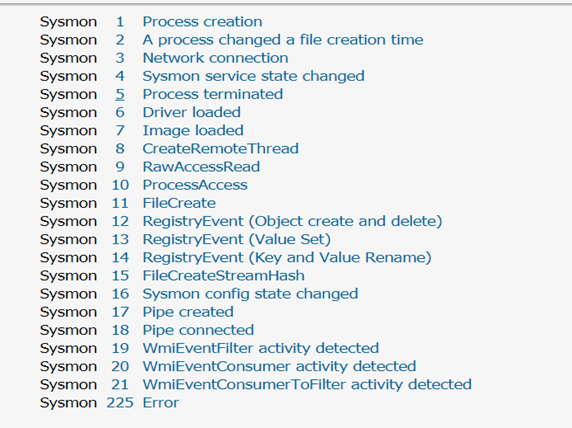 Sysmon 1 Process creation
Sysmon 2 A process changed a file creation time
Sysmon 3 Network connection
Sysmon 4 Sysmon service state changed
Sysmon 5 Process terminated
Sysmon 6 Driver loaded
Sysmon 7 Image loaded
Sysmon 8 CreateRemoteThread
Sysmon 9 RawAccessRead
Sysmon 10 ProcessAccess
Sysmon 11 FileCreate
Sysmon 12 RegistryEvent (Object create and delete)
Sysmon 13 RegistryEvent (Value Set)
Sysmon 14 RegistryEvent (Key and Value Rename)
Sysmon 15 FileCreateStreamHash
Sysmon 16 Sysmon config state changed
Sysmon 17 Pipe created
Sysmon 18 Pipe connected
Sysmon 19 WmiEventFilter activity detected
Sysmon 20 WmiEventConsumer activity detected
Sysmon 21 WmiEventConsumerToFilter activity detected
Sysmon 225 Error